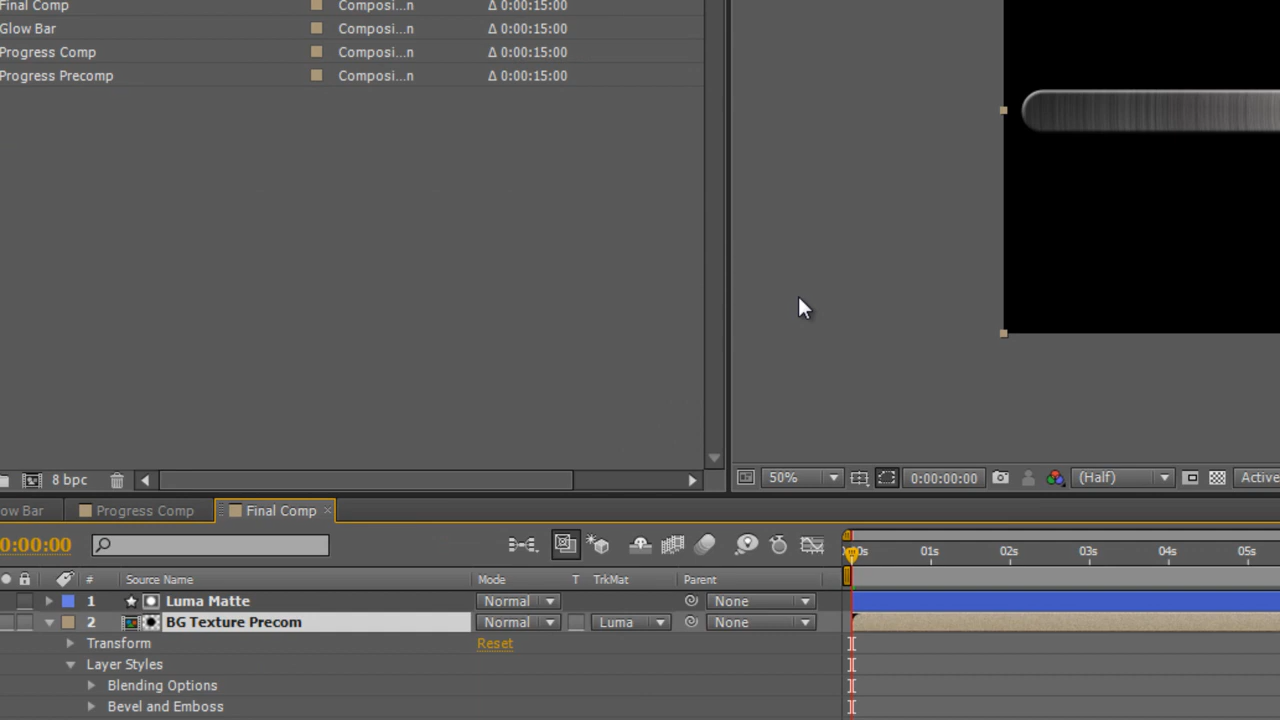 Final Comp Composi...n Δ 0:00:15:00
Glow Bar Composi...n Δ 0:00:15:00
Progress Comp Composi...n Δ 0:00:15:00
Progress Precomp Composi...n Δ 0:00:15:00
8 bpc
50% 0:00:00:00 (Half) Active
ow Bar Progress Comp Final Comp ×
0:00:00
00s 01s 02s 03s 04s 05s
# Source Name Mode T TrkMat Parent
1 Luma Matte Normal None
2 BG Texture Precom Normal Luma None
Transform Reset
Layer Styles
Blending Options
Bevel and Emboss